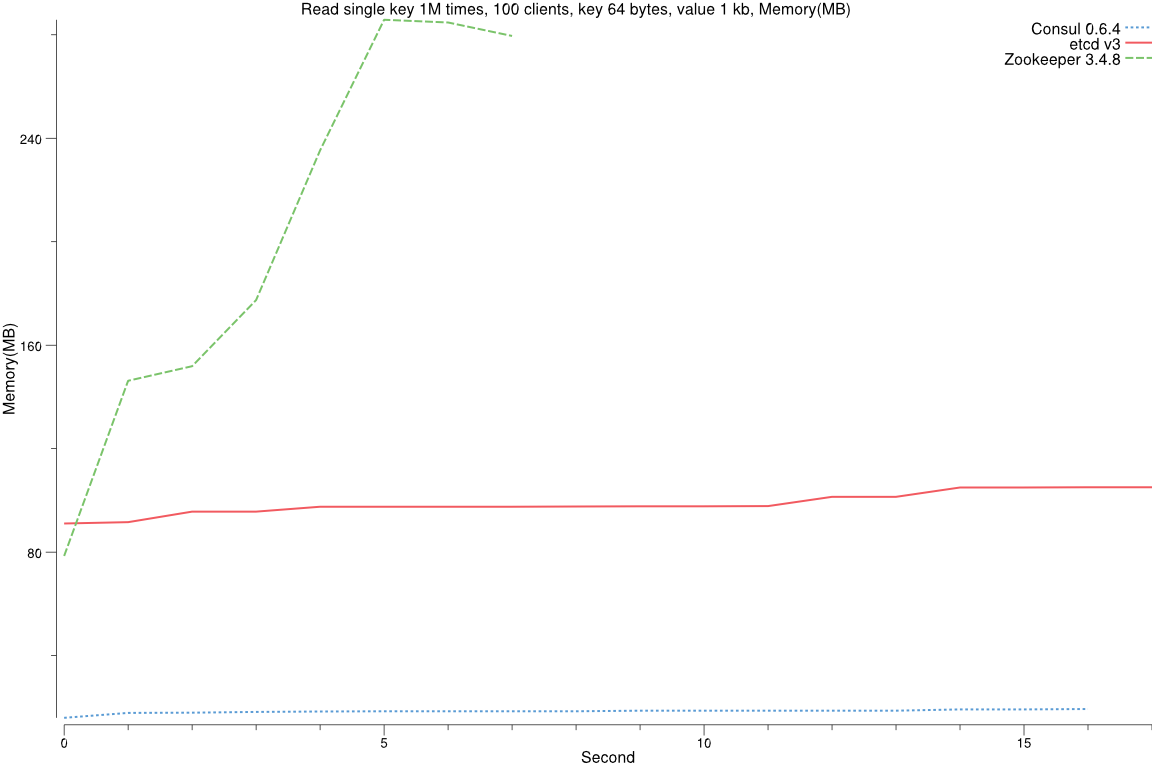 Read single key 1M times, 100 clients, key 64 bytes, value 1 kb, Memory(MB)
Consul 0.6.4
etcd v3
Zookeeper 3.4.8
240
160
80
Memory(MB)
0 5 10 15
Second